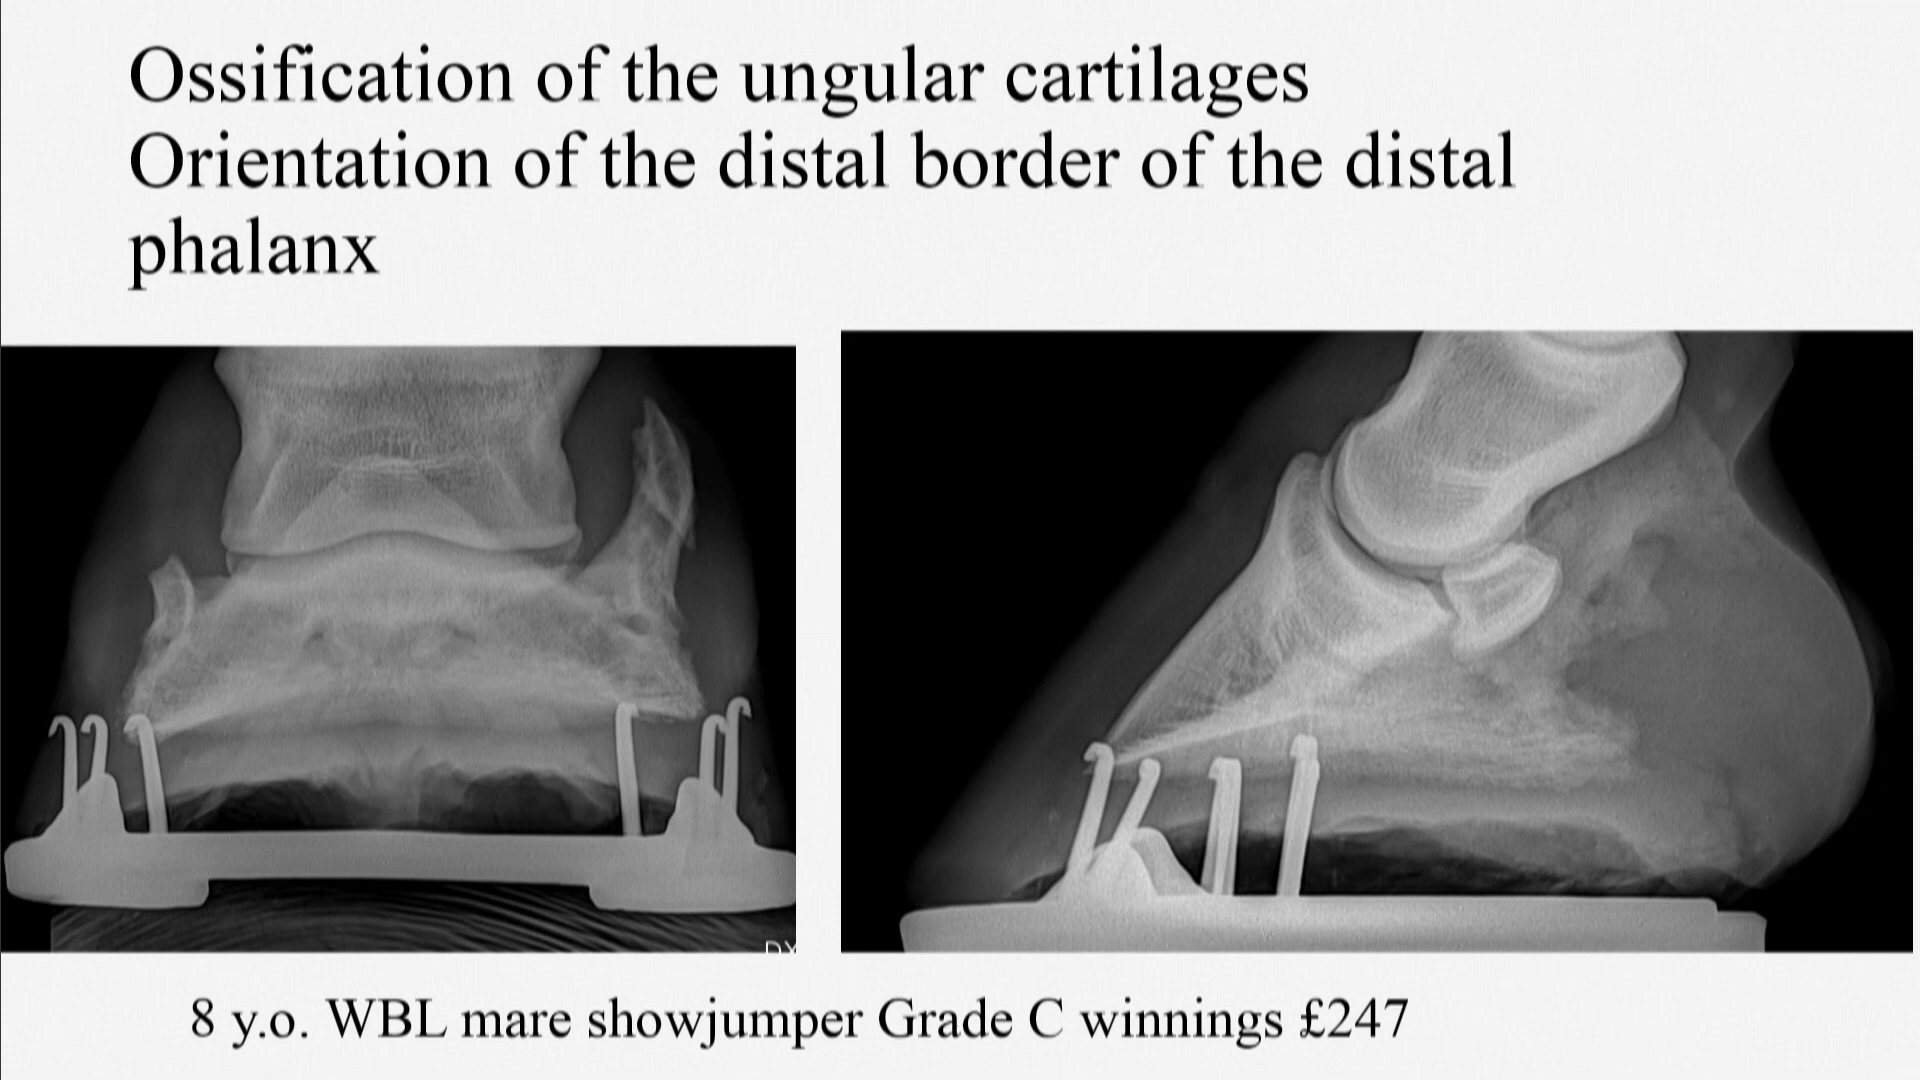 Ossification of the ungular cartilages
Orientation of the distal border of the distal
phalanx
8 y.o. WBL mare showjumper Grade C winnings £247